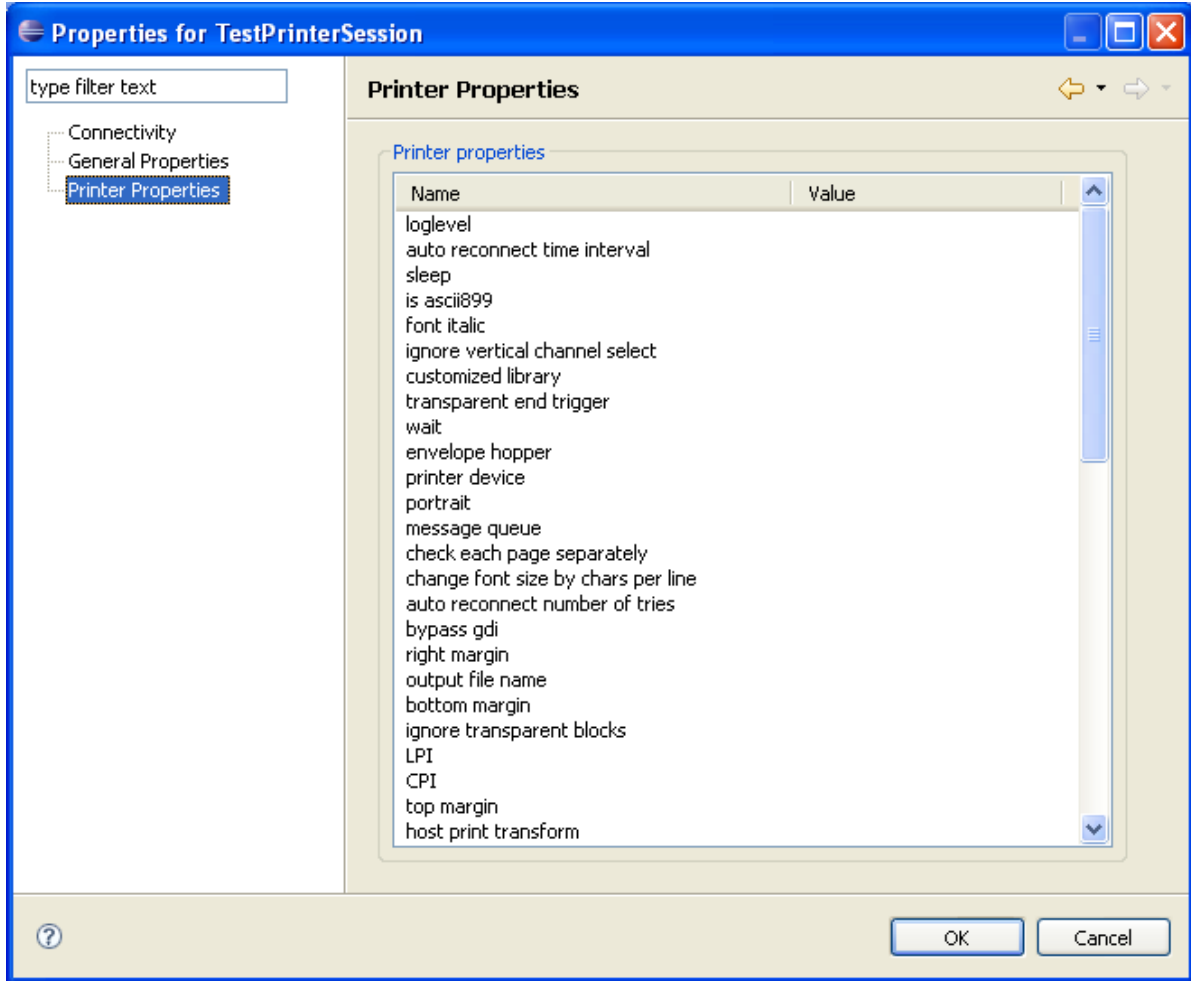 Properties for TestPrinterSession
type filter text
Connectivity
General Properties
Printer Properties
Printer Properties
Printer properties
Name Value
loglevel
auto reconnect time interval
sleep
is ascii899
font italic
ignore vertical channel select
customized library
transparent end trigger
wait
envelope hopper
printer device
portrait
message queue
check each page separately
change font size by chars per line
auto reconnect number of tries
bypass gdi
right margin
output file name
bottom margin
ignore transparent blocks
LPI
CPI
top margin
host print transform
OK Cancel